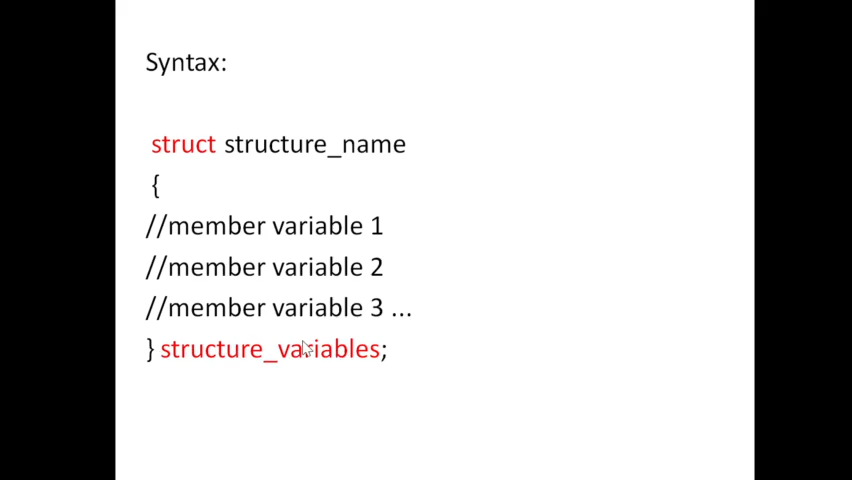 Syntax:
struct structure_name
{
//member variable 1
//member variable 2
//member variable 3 ...
} structure_variables;